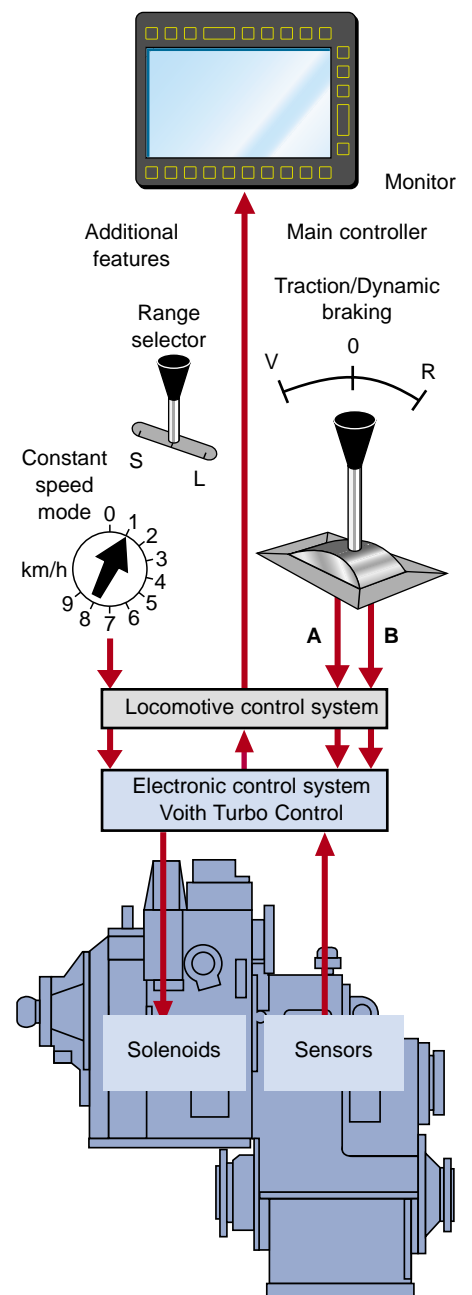 Monitor
Additional
features
Main controller
Traction/Dynamic
braking
Range
selector
0
V
R
S
L
Constant
speed
mode
0
1
2
3
4
5
6
7
8
9
km/h
A
B
Locomotive control system
Electronic control system
Voith Turbo Control
Solenoids
Sensors